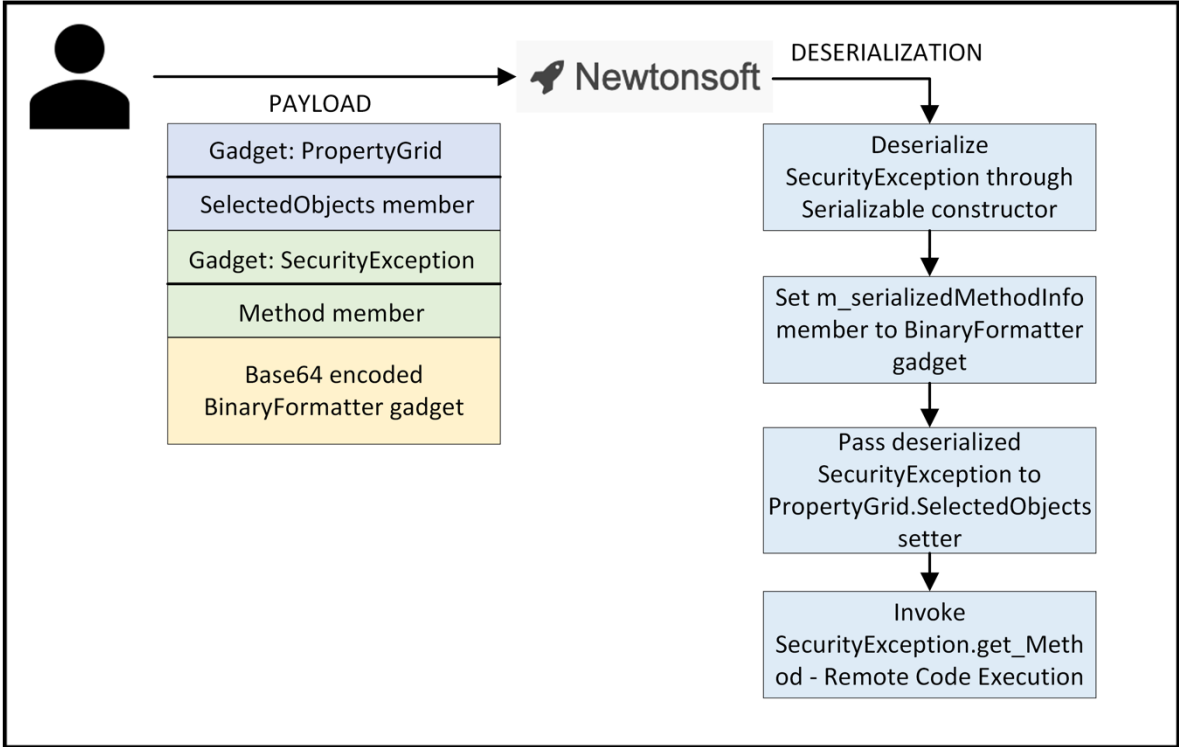 Newtonsoft
DESERIALIZATION
PAYLOAD
Gadget: PropertyGrid
SelectedObjects member
Gadget: SecurityException
Method member
Base64 encoded
BinaryFormatter gadget
Deserialize
SecurityException through
Serializable constructor
Set m_serializedMethodInfo
member to BinaryFormatter
gadget
Pass deserialized
SecurityException to
PropertyGrid.SelectedObjects
setter
Invoke
SecurityException.get_Meth
od - Remote Code Execution